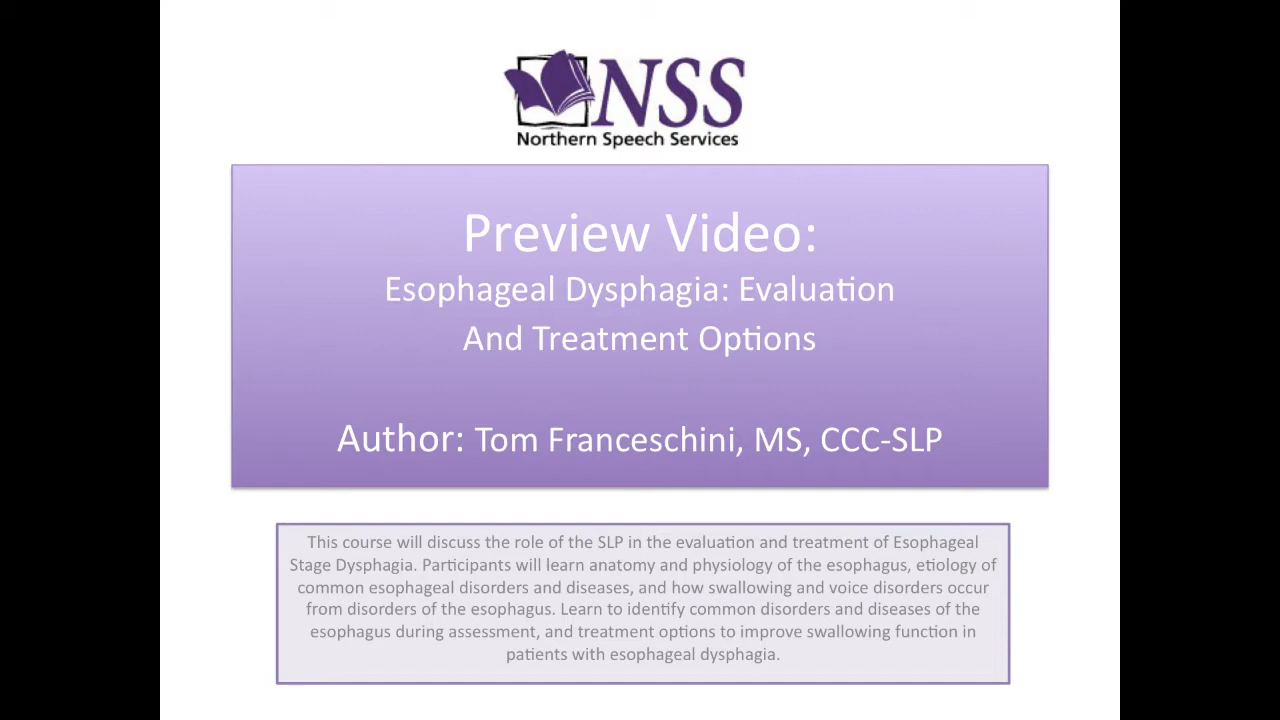 NSS
Northern Speech Services
Preview Video:
Esophageal Dysphagia: Evaluation
And Treatment Options
Author: Tom Franceschini, MS, CCC-SLP
This course will discuss the role of the SLP in the evaluation and treatment of Esophageal
Stage Dysphagia. Participants will learn anatomy and physiology of the esophagus, etiology of
common esophageal disorders and diseases, and how swallowing and voice disorders occur
from disorders of the esophagus. Learn to identify common disorders and diseases of the
esophagus during assessment, and treatment options to improve swallowing function in
patients with esophageal dysphagia.